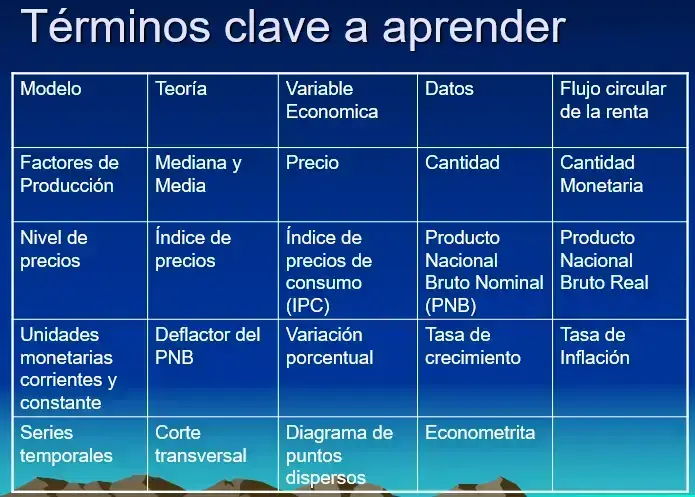 Términos clave a aprender
Modelo
Teoría
Variable
Economica
Datos
Flujo circular
de la renta
Factores de
Producción
Mediana y
Media
Precio
Cantidad
Cantidad
Monetaria
Nivel de
precios
Índice de
precios
Índice de
precios de
consumo
(IPC)
Producto
Nacional
Bruto Nominal
(PNB)
Producto
Nacional
Bruto Real
Unidades
monetarias
corrientes y
constante
Deflactor del
PNB
Variación
porcentual
Tasa de
crecimiento
Tasa de
Inflación
Series
temporales
Corte
transversal
Diagrama de
puntos
dispersos
Econometrita